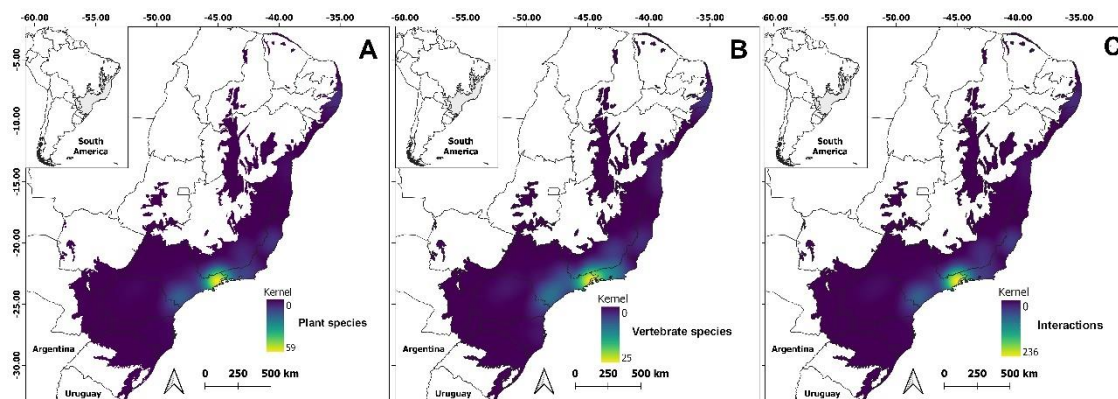 -60.00 -55.00 -50.00 -45.00 -40.00 -35.00
-5.00
-10.00
-15.00
-20.00
-25.00
-30.00
A
South
America
Kernel
0
59
Plant species
Argentina
Uruguay
0 250 500 km
-60.00 -55.00 -50.00 -45.00 -40.00 -35.00
B
South
America
Kernel
0
25
Vertebrate species
Argentina
Uruguay
0 250 500 km
-60.00 -55.00 -50.00 -45.00 -40.00 -35.00
C
South
America
Kernel
0
236
Interactions
Argentina
Uruguay
0 250 500 km